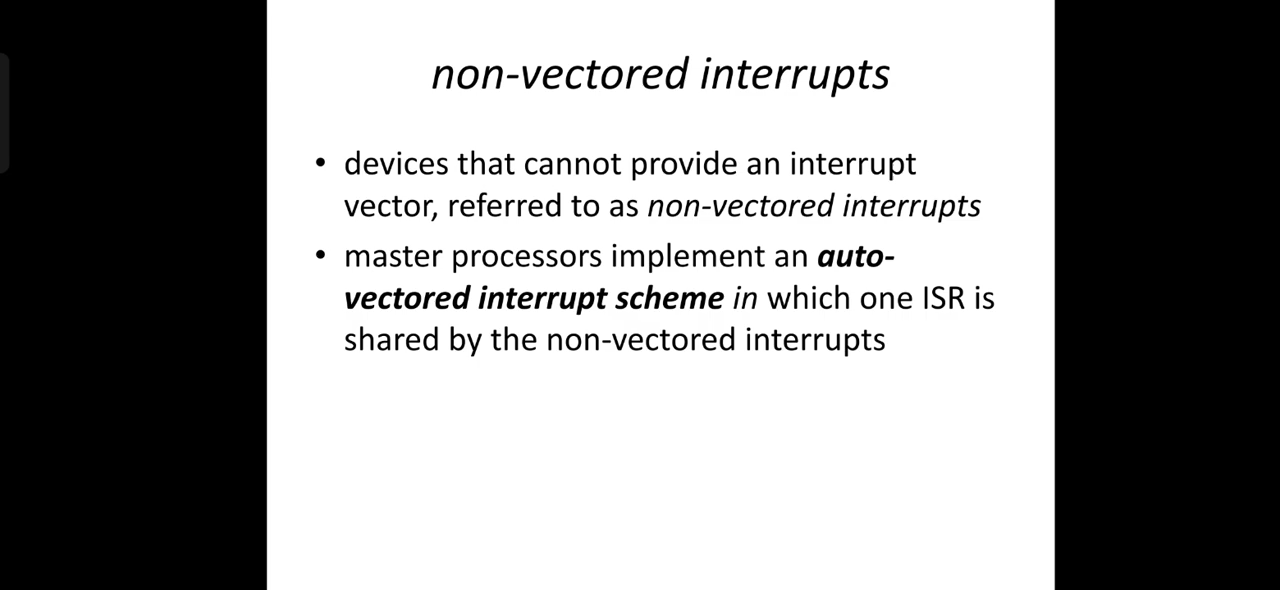 non-vectored interrupts
• devices that cannot provide an interrupt
vector, referred to as non-vectored interrupts
• master processors implement an auto-
vectored interrupt scheme in which one ISR is
shared by the non-vectored interrupts